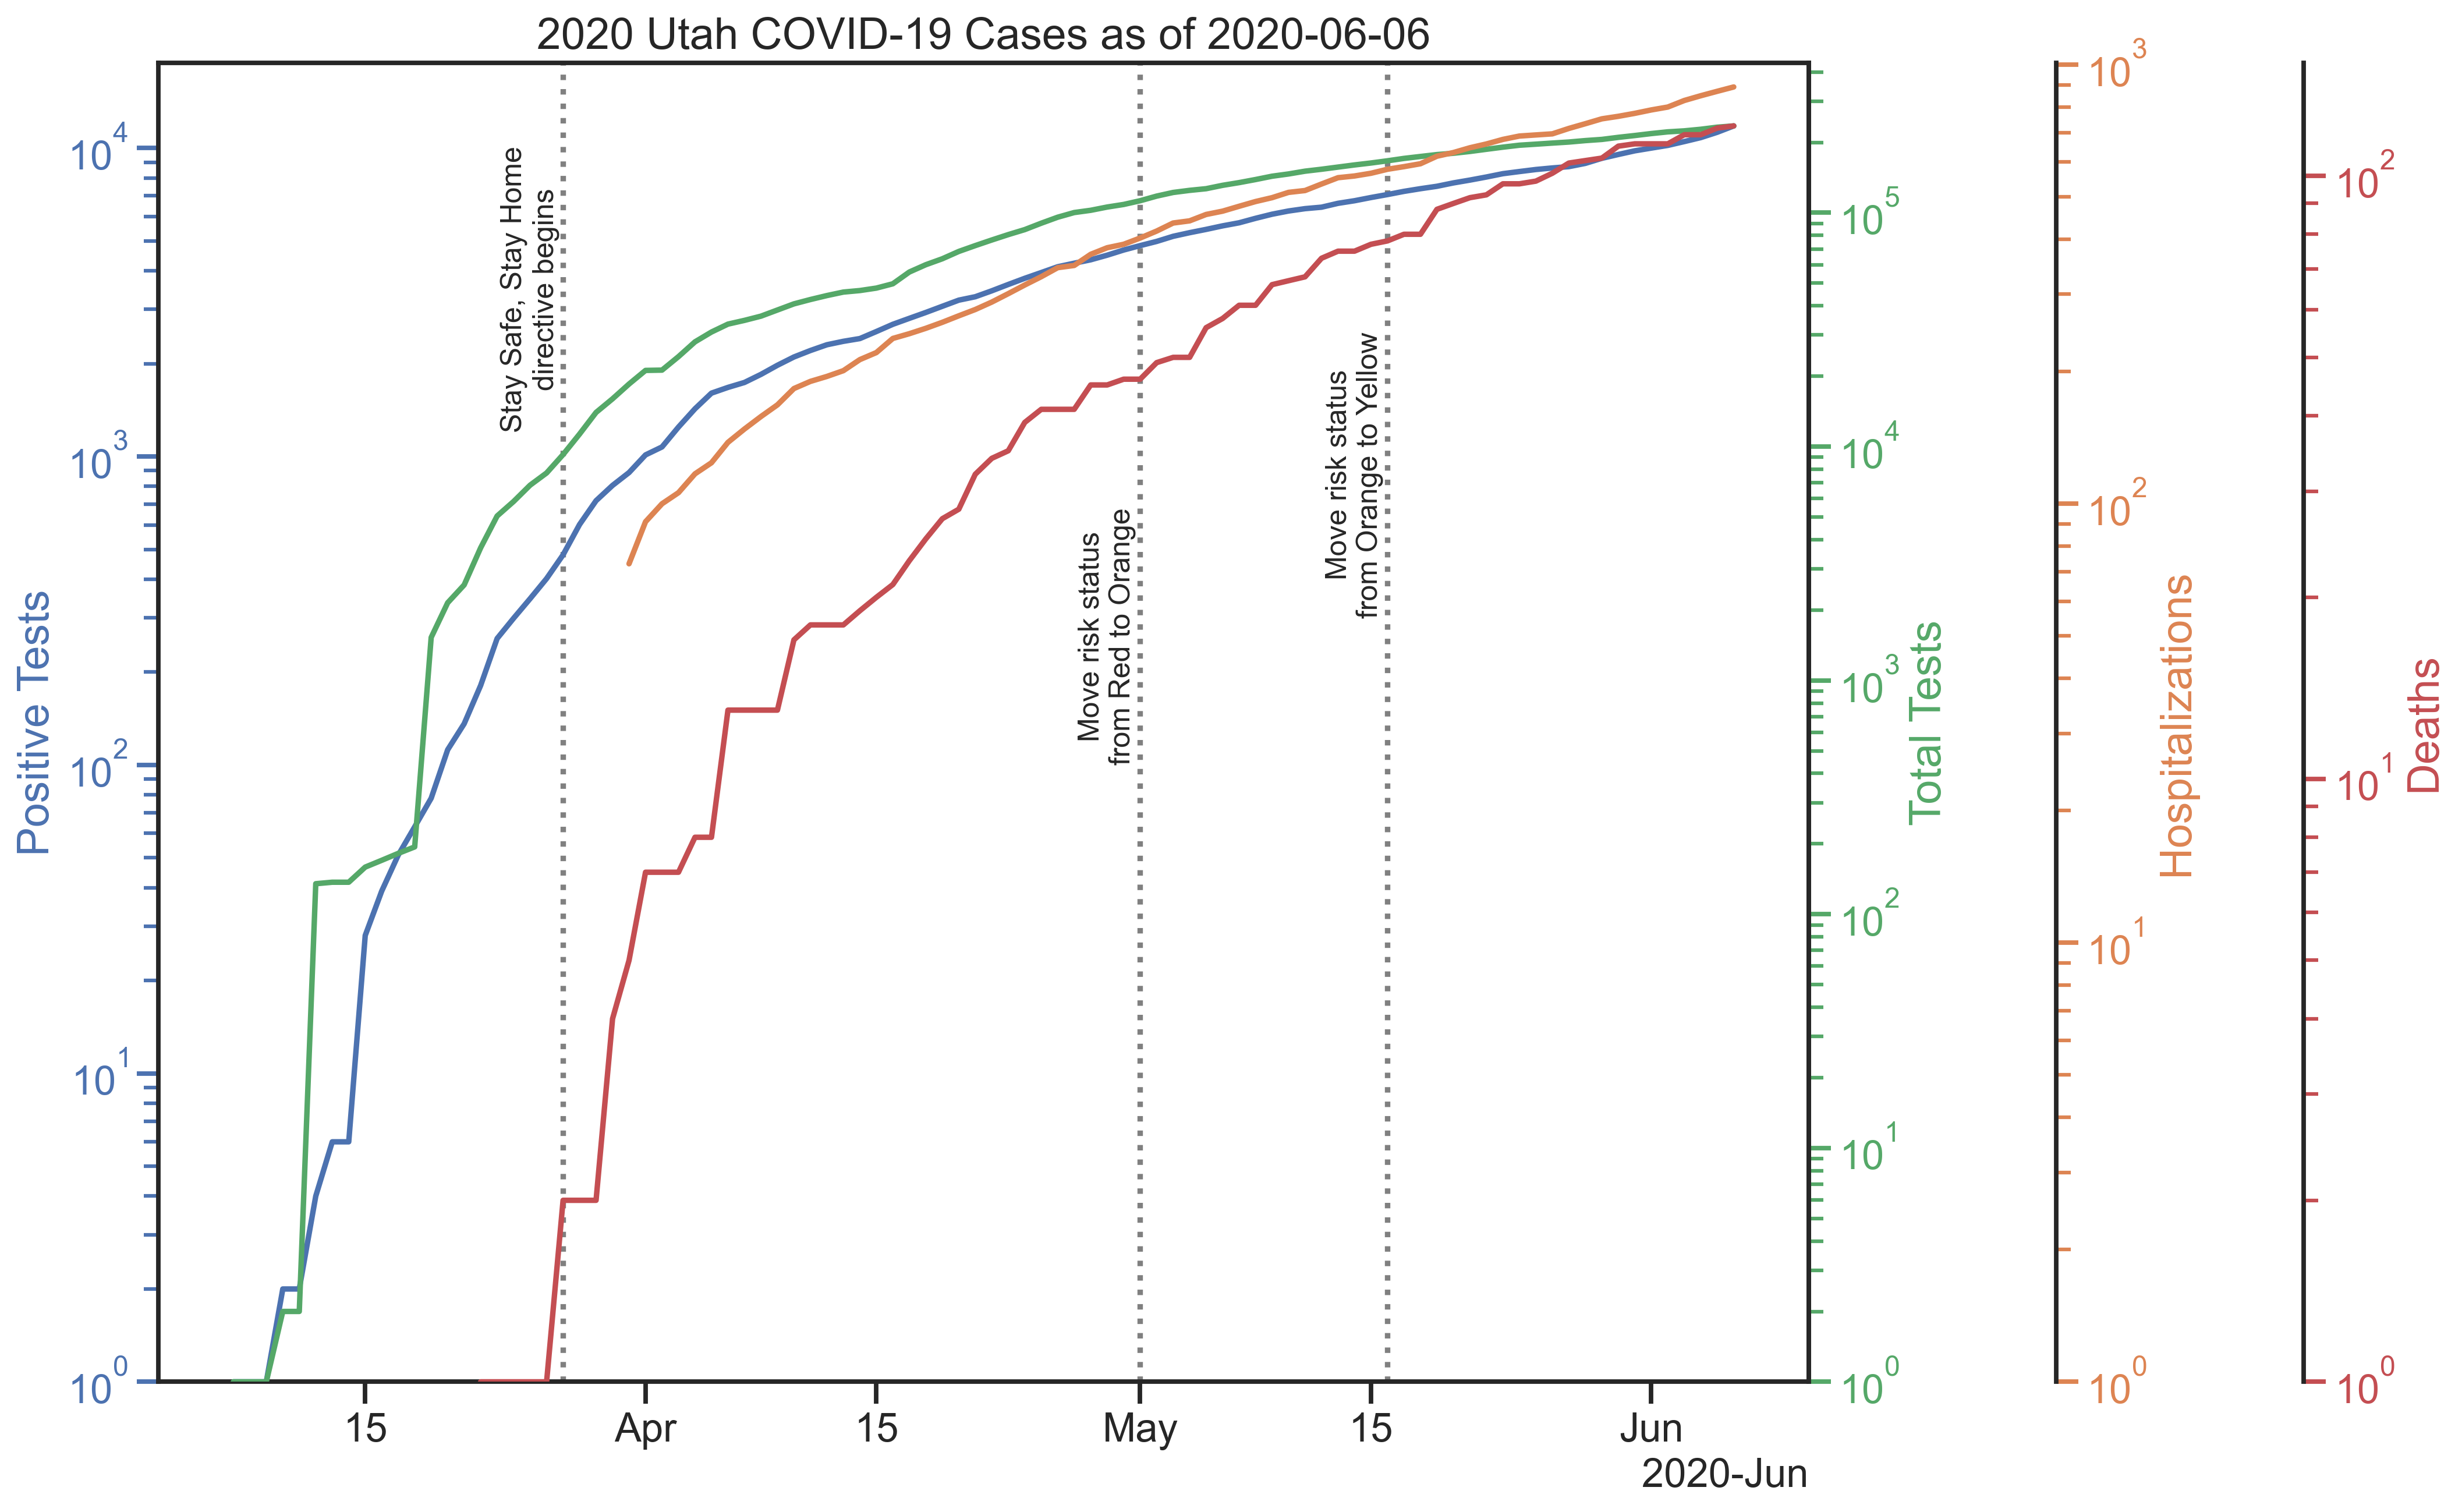 2020 Utah COVID-19 Cases as of 2020-06-06
Positive Tests
10^4
10^3
10^2
10^1
10^0
Stay Safe, Stay Home
directive begins
Move risk status
from Red to Orange
Move risk status
from Orange to Yellow
15
Apr
15
May
15
Jun
2020-Jun
10^5
10^4
10^3
10^2
10^1
10^0
Total Tests
10^3
10^2
10^1
10^0
Hospitalizations
10^2
10^1
10^0
Deaths